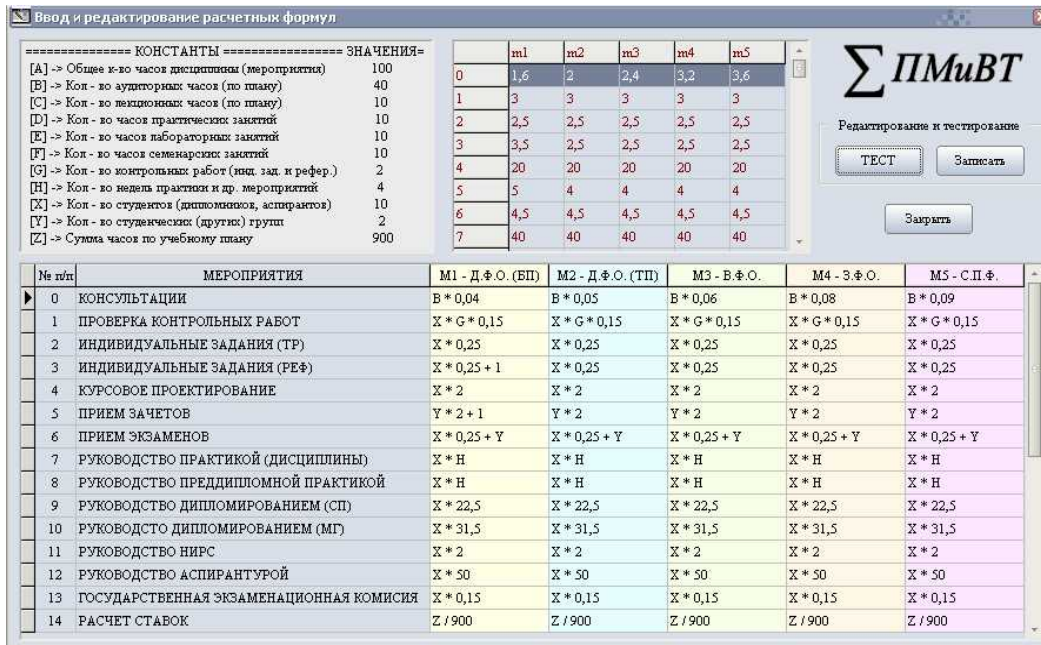 Ввод и редактирование расчетных формул
=============== КОНСТАНТЫ ================= ЗНАЧЕНИЯ=
[A] -> Общее к-во часов дисциплины (мероприятия) 100
[B] -> Кол - во аудиторных часов (по плану) 40
[C] -> Кол - во лекционных часов (по плану) 10
[D] -> Кол - во часов практических занятий 10
[E] -> Кол - во часов лабораторных занятий 10
[F] -> Кол - во часов семенарских занятий 10
[G] -> Кол - во контрольных работ (инд. зад. и рефер.) 2
[H] -> Кол - во недель практики и др. мероприятий 4
[X] -> Кол - во студентов (дипломников, аспирантов) 10
[Y] -> Кол - во студенческих (других) групп 2
[Z] -> Сумма часов по учебному плану 900
m1 m2 m3 m4 m5
0 1,6 2 2,4 3,2 3,6
1 3 3 3 3 3
2 2,5 2,5 2,5 2,5 2,5
3 3,5 2,5 2,5 2,5 2,5
4 20 20 20 20 20
5 5 4 4 4 4
6 4,5 4,5 4,5 4,5 4,5
7 40 40 40 40 40
∑ ПМиВТ
Редактирование и тестирование
ТЕСТ Записать
Закрыть
№ п/п МЕРОПРИЯТИЯ M1 - Д.Ф.О. (БП) M2 - Д.Ф.О. (ТП) M3 - В.Ф.О. M4 - З.Ф.О. M5 - С.П.Ф.
0 КОНСУЛЬТАЦИИ B * 0,04 B * 0,05 B * 0,06 B * 0,08 B * 0,09
1 ПРОВЕРКА КОНТРОЛЬНЫХ РАБОТ X * G * 0,15 X * G * 0,15 X * G * 0,15 X * G * 0,15 X * G * 0,15
2 ИНДИВИДУАЛЬНЫЕ ЗАДАНИЯ (ТР) X * 0,25 X * 0,25 X * 0,25 X * 0,25 X * 0,25
3 ИНДИВИДУАЛЬНЫЕ ЗАДАНИЯ (РЕФ) X * 0,25 + 1 X * 0,25 X * 0,25 X * 0,25 X * 0,25
4 КУРСОВОЕ ПРОЕКТИРОВАНИЕ X * 2 X * 2 X * 2 X * 2 X * 2
5 ПРИЕМ ЗАЧЕТОВ Y * 2 + 1 Y * 2 Y * 2 Y * 2 Y * 2
6 ПРИЕМ ЭКЗАМЕНОВ X * 0,25 + Y X * 0,25 + Y X * 0,25 + Y X * 0,25 + Y X * 0,25 + Y
7 РУКОВОДСТВО ПРАКТИКОЙ (ДИСЦИПЛИНЫ) X * H X * H X * H X * H X * H
8 РУКОВОДСТВО ПРЕДДИПЛОМНОЙ ПРАКТИКОЙ X * H X * H X * H X * H X * H
9 РУКОВОДСТВО ДИПЛОМИРОВАНИЕМ (СП) X * 22,5 X * 22,5 X * 22,5 X * 22,5 X * 22,5
10 РУКОВОДСТО ДИПЛОМИРОВАНИЕМ (МГ) X * 31,5 X * 31,5 X * 31,5 X * 31,5 X * 31,5
11 РУКОВОДСТВО НИРС X * 2 X * 2 X * 2 X * 2 X * 2
12 РУКОВОДСТВО АСПИРАНТУРОЙ X * 50 X * 50 X * 50 X * 50 X * 50
13 ГОСУДАРСТВЕННАЯ ЭКЗАМЕНАЦИОННАЯ КОМИСИЯ X * 0,15 X * 0,15 X * 0,15 X * 0,15 X * 0,15
14 РАСЧЕТ СТАВОК Z / 900 Z / 900 Z / 900 Z / 900 Z / 900